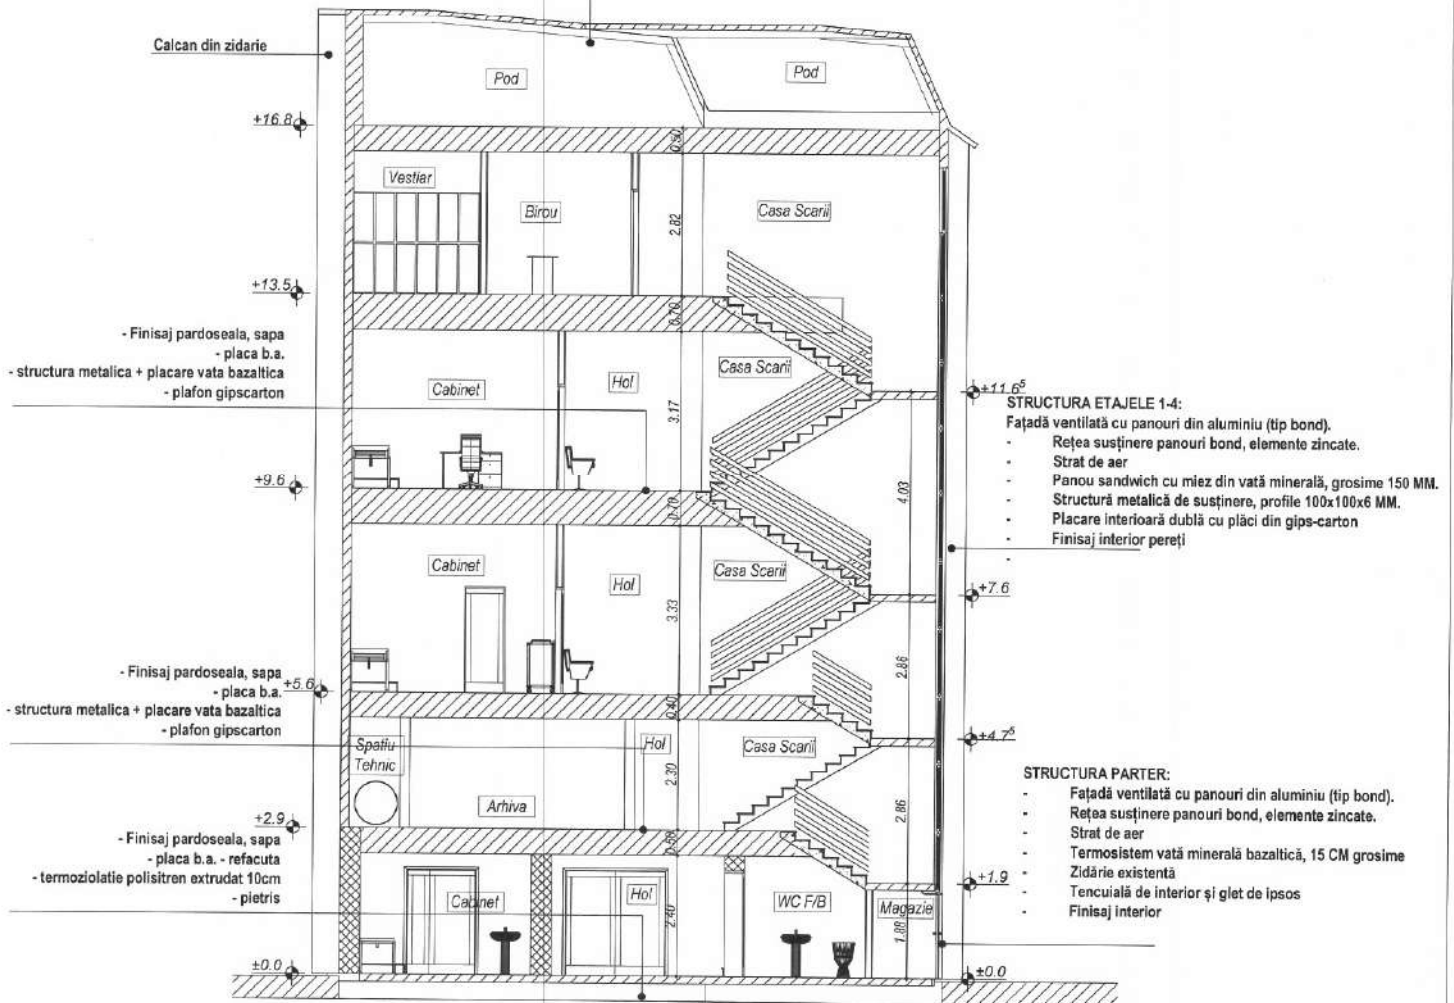 Calcan din zidarie
Pod
Pod
+16.8
0.50
Vestiar
Birou
2.82
Casa Scarii
+13.5
0.70
- Finisaj pardoseala, sapa
- placa b.a.
- structura metalica + placare vata bazaltica
- plafon gipscarton
Cabinet
Hol
Casa Scarii
3.17
+11.6⁵
STRUCTURA ETAJELE 1-4:
Fațadă ventilată cu panouri din aluminiu (tip bond).
- Rețea susținere panouri bond, elemente zincate.
- Strat de aer
- Panou sandwich cu miez din vată minerală, grosime 150 MM.
- Structură metalică de susținere, profile 100x100x6 MM.
- Placare interioară dublă cu plăci din gips-carton
- Finisaj interior pereți
-
+9.6
0.70
4.03
Cabinet
Hol
Casa Scarii
3.33
+7.6
2.86
- Finisaj pardoseala, sapa
- placa b.a.
- structura metalica + placare vata bazaltica
- plafon gipscarton
+5.6
0.40
+4.7⁵
Spatiu
Tehnic
Arhiva
Hol
Casa Scarii
2.30
2.86
STRUCTURA PARTER:
- Fațadă ventilată cu panouri din aluminiu (tip bond).
- Rețea susținere panouri bond, elemente zincate.
- Strat de aer
- Termosistem vată minerală bazaltică, 15 CM grosime
- Zidărie existentă
- Tencuială de interior și glet de ipsos
- Finisaj interior
+2.9
- Finisaj pardoseala, sapa
- placa b.a. - refacuta
- termoziolatie polisitren extrudat 10cm
- pietris
+1.9
Cabinet
Hol
2.40
WC F/B
Magazie
1.88
±0.0
±0.0